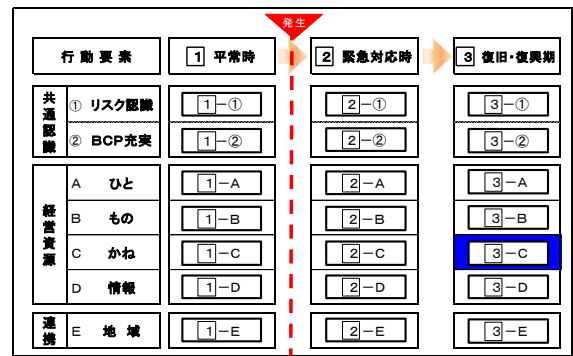 発生
行動要素 1 平常時 2 緊急対応時 3 復旧・復興期
共通認識
① リスク認識 1－① 2－① 3－①
② BCP充実 1－② 2－② 3－②
経営資源
A ひと 1－A 2－A 3－A
B もの 1－B 2－B 3－B
C かね 1－C 2－C 3－C
D 情報 1－D 2－D 3－D
連携
E 地域 1－E 2－E 3－E